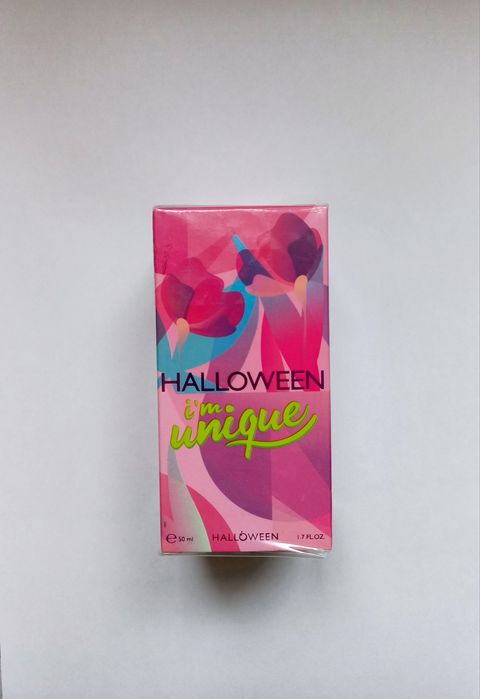 HALLOWEEN
i'm
unique
℮ 50 ml HALLOWEEN 1.7 FL.OZ.